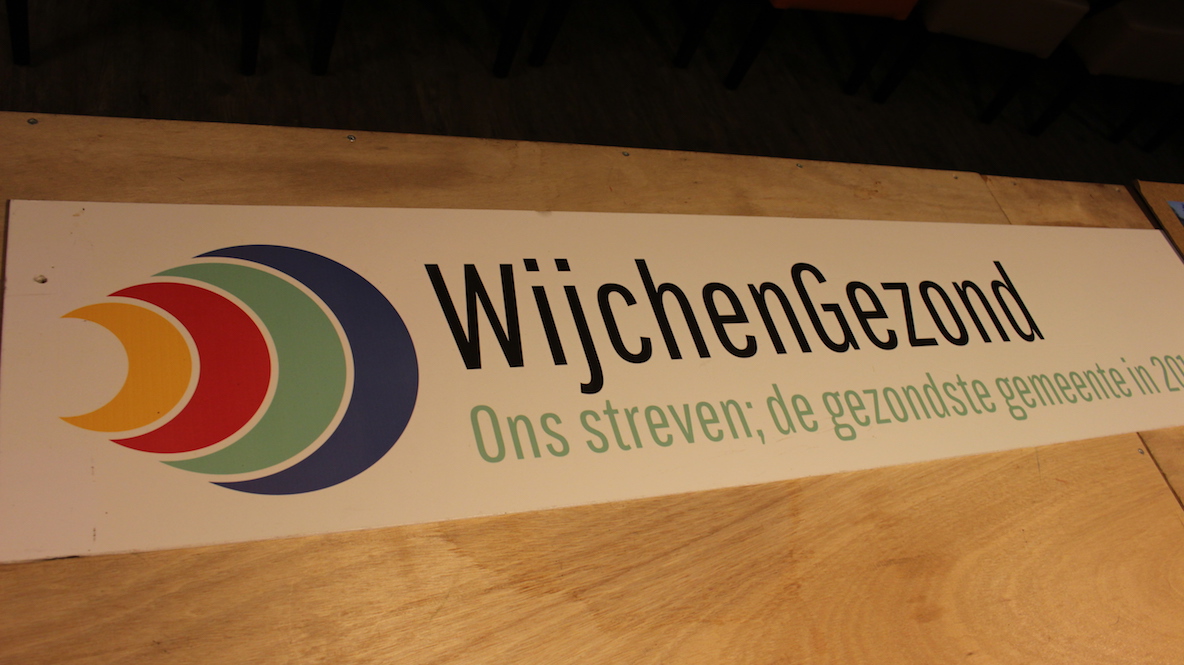 WijchenGezond
Ons streven; de gezondste gemeente in